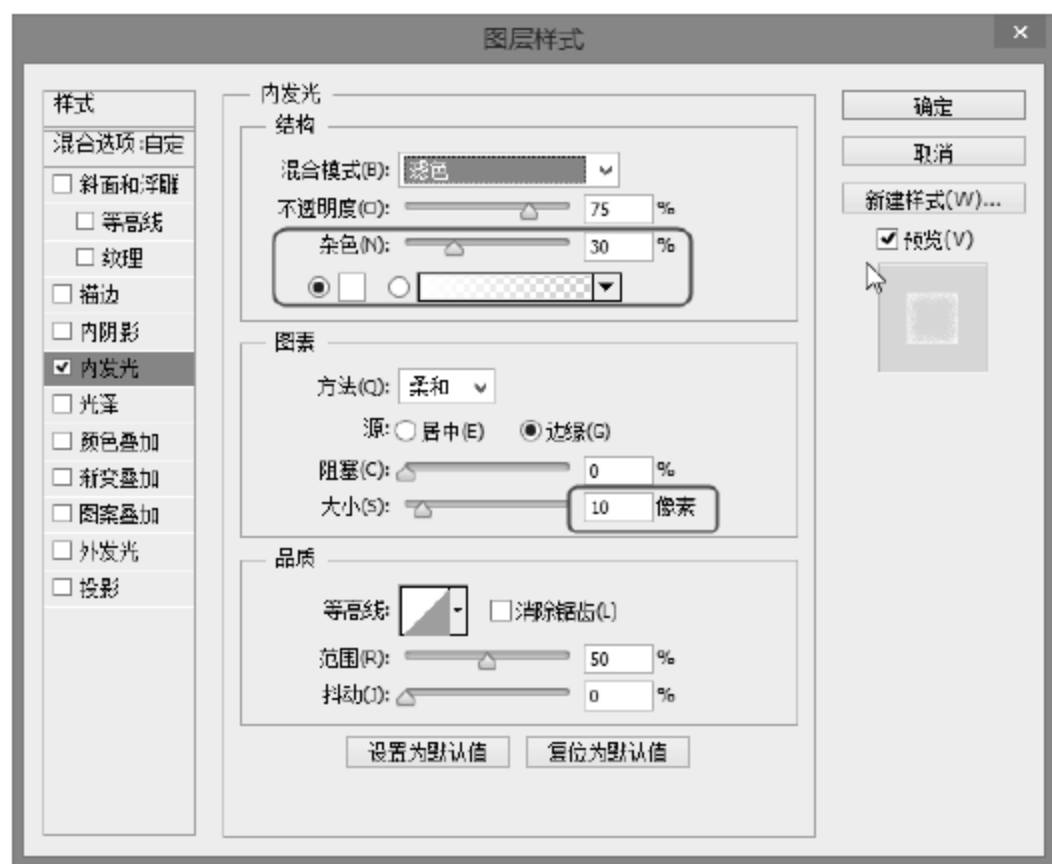 图层样式
样式
混合选项:自定
斜面和浮雕
等高线
纹理
描边
内阴影
内发光
光泽
颜色叠加
渐变叠加
图案叠加
外发光
投影
内发光
结构
混合模式(B): 滤色
不透明度(O): 75 %
杂色(N): 30 %
图素
方法(Q): 柔和
源: 居中(E) 边缘(G)
阻塞(C): 0 %
大小(S): 10 像素
品质
等高线: 消除锯齿(L)
范围(R): 50 %
抖动(J): 0 %
设置为默认值 复位为默认值
确定
取消
新建样式(W)...
预览(V)